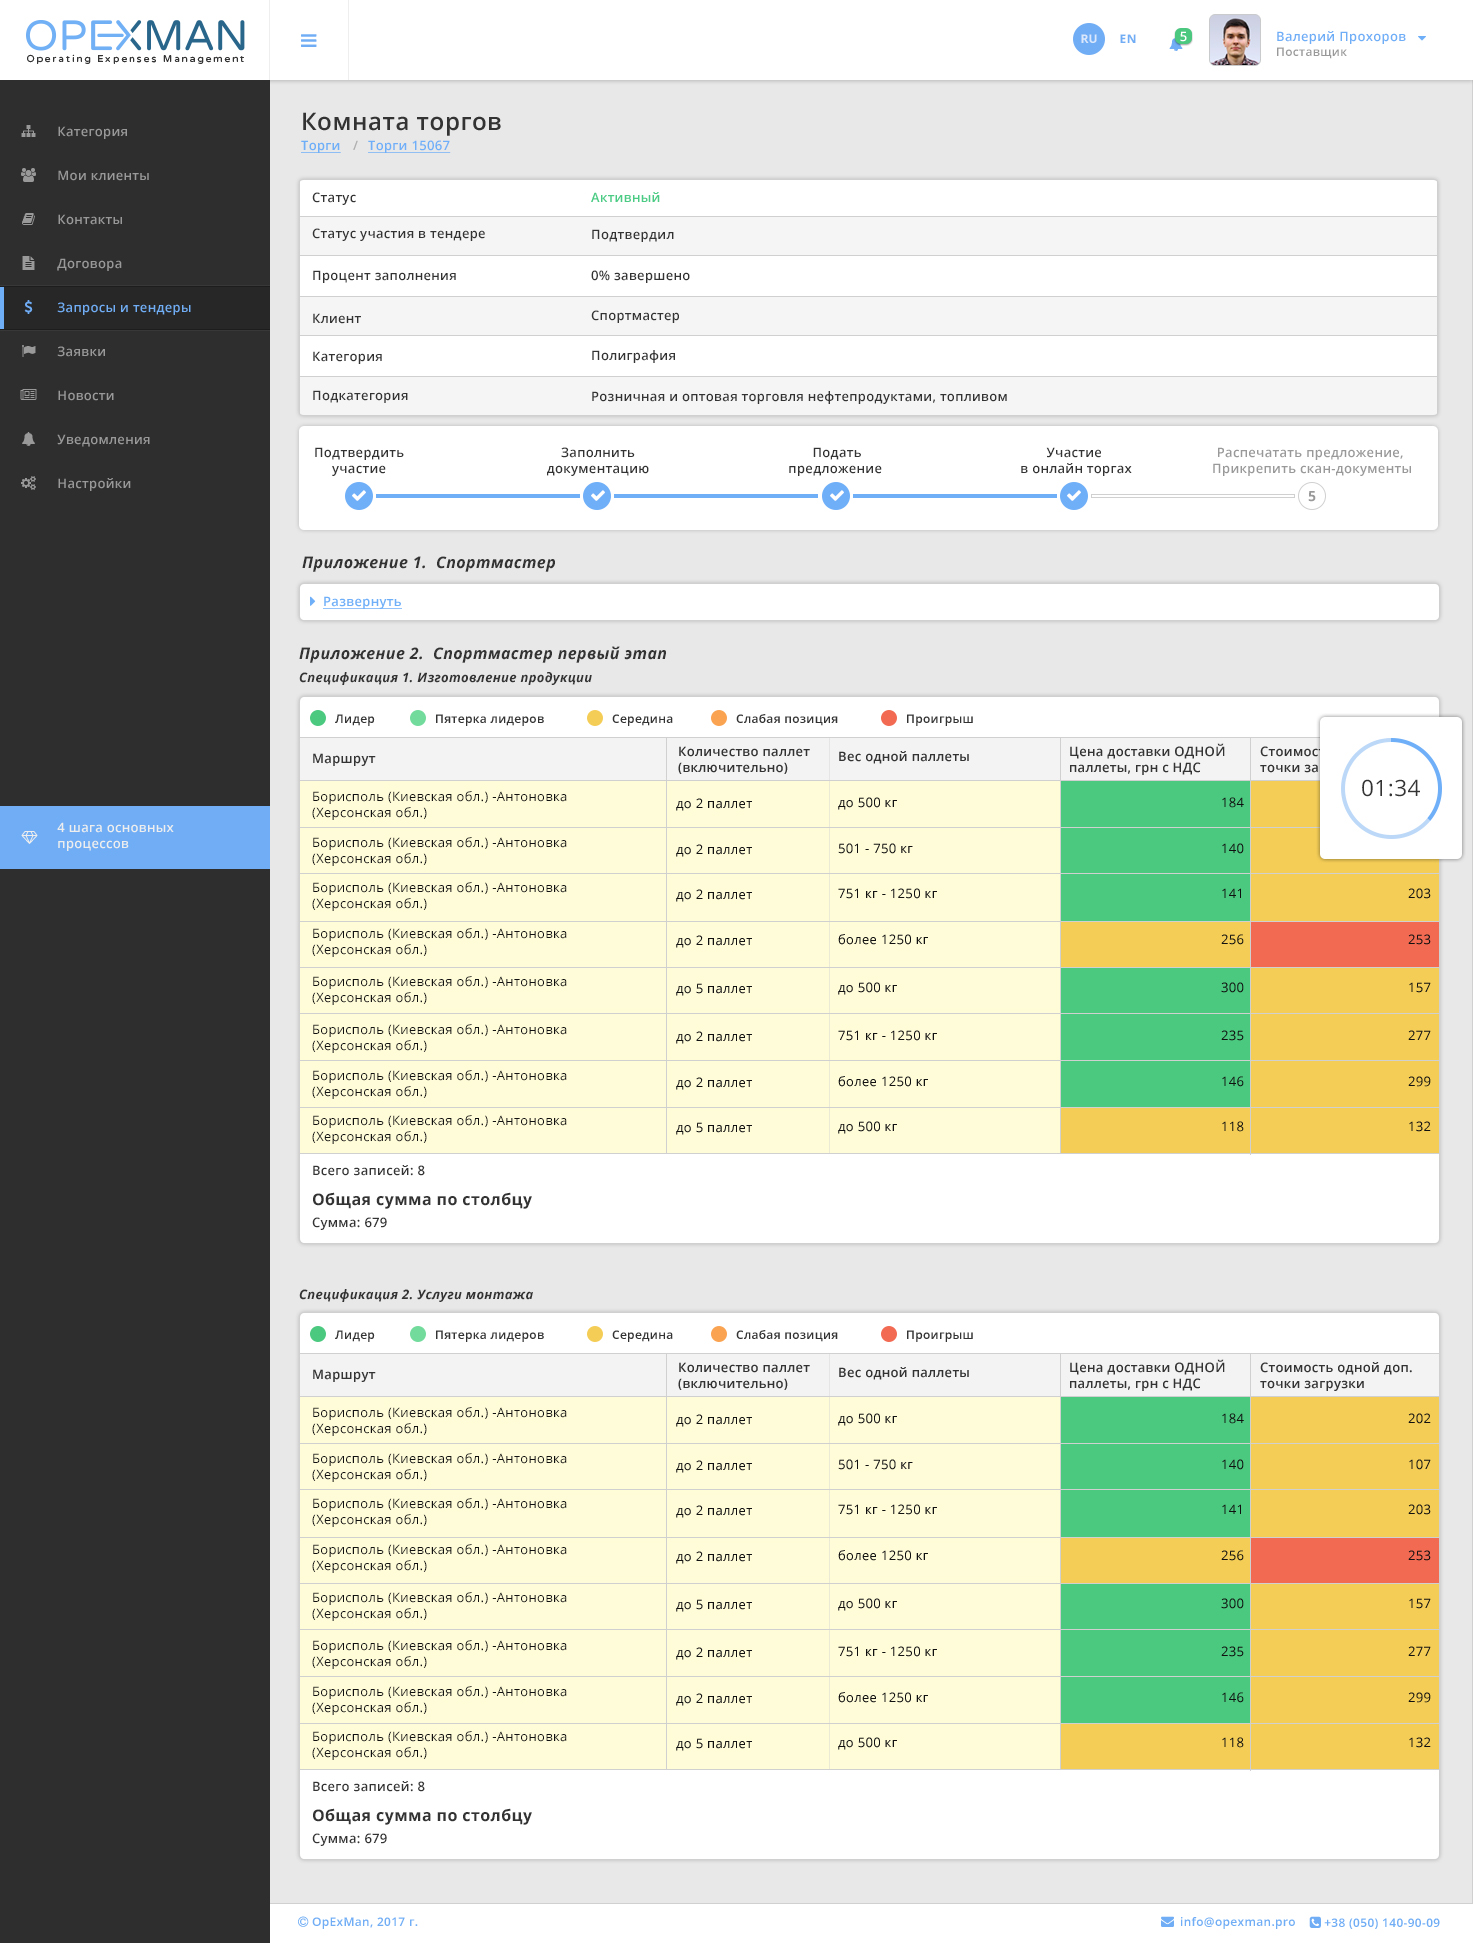 OPEXMAN
Operating Expenses Management
RU EN 5
Валерий Прохоров
Поставщик
Категория
Мои клиенты
Контакты
Договора
Запросы и тендеры
Заявки
Новости
Уведомления
Настройки
4 шага основных
процессов
Комната торгов
Торги / Торги 15067
Статус Активный
Статус участия в тендере Подтвердил
Процент заполнения 0% завершено
Клиент Спортмастер
Категория Полиграфия
Подкатегория Розничная и оптовая торговля нефтепродуктами, топливом
Подтвердить
участие
Заполнить
документацию
Подать
предложение
Участие
в онлайн торгах
Распечатать предложение,
Прикрепить скан-документы
5
Приложение 1. Спортмастер
Развернуть
Приложение 2. Спортмастер первый этап
Спецификация 1. Изготовление продукции
Лидер Пятерка лидеров Середина Слабая позиция Проигрыш
Маршрут
Количество паллет
(включительно)
Вес одной паллеты
Цена доставки ОДНОЙ
паллеты, грн с НДС
точки за
01:34
Борисполь (Киевская обл.) -Антоновка
(Херсонская обл.)
до 2 паллет до 500 кг 184
Борисполь (Киевская обл.) -Антоновка
(Херсонская обл.)
до 2 паллет 501 - 750 кг 140
Борисполь (Киевская обл.) -Антоновка
(Херсонская обл.)
до 2 паллет 751 кг - 1250 кг 141 203
Борисполь (Киевская обл.) -Антоновка
(Херсонская обл.)
до 2 паллет более 1250 кг 256 253
Борисполь (Киевская обл.) -Антоновка
(Херсонская обл.)
до 5 паллет до 500 кг 300 157
Борисполь (Киевская обл.) -Антоновка
(Херсонская обл.)
до 2 паллет 751 кг - 1250 кг 235 277
Борисполь (Киевская обл.) -Антоновка
(Херсонская обл.)
до 2 паллет более 1250 кг 146 299
Борисполь (Киевская обл.) -Антоновка
(Херсонская обл.)
до 5 паллет до 500 кг 118 132
Всего записей: 8
Общая сумма по столбцу
Сумма: 679
Спецификация 2. Услуги монтажа
Лидер Пятерка лидеров Середина Слабая позиция Проигрыш
Маршрут
Количество паллет
(включительно)
Вес одной паллеты
Цена доставки ОДНОЙ
паллеты, грн с НДС
Стоимость одной доп.
точки загрузки
Борисполь (Киевская обл.) -Антоновка
(Херсонская обл.)
до 2 паллет до 500 кг 184 202
Борисполь (Киевская обл.) -Антоновка
(Херсонская обл.)
до 2 паллет 501 - 750 кг 140 107
Борисполь (Киевская обл.) -Антоновка
(Херсонская обл.)
до 2 паллет 751 кг - 1250 кг 141 203
Борисполь (Киевская обл.) -Антоновка
(Херсонская обл.)
до 2 паллет более 1250 кг 256 253
Борисполь (Киевская обл.) -Антоновка
(Херсонская обл.)
до 5 паллет до 500 кг 300 157
Борисполь (Киевская обл.) -Антоновка
(Херсонская обл.)
до 2 паллет 751 кг - 1250 кг 235 277
Борисполь (Киевская обл.) -Антоновка
(Херсонская обл.)
до 2 паллет более 1250 кг 146 299
Борисполь (Киевская обл.) -Антоновка
(Херсонская обл.)
до 5 паллет до 500 кг 118 132
Всего записей: 8
Общая сумма по столбцу
Сумма: 679
© OpExMan, 2017 г. info@opexman.pro +38 (050) 140-90-09